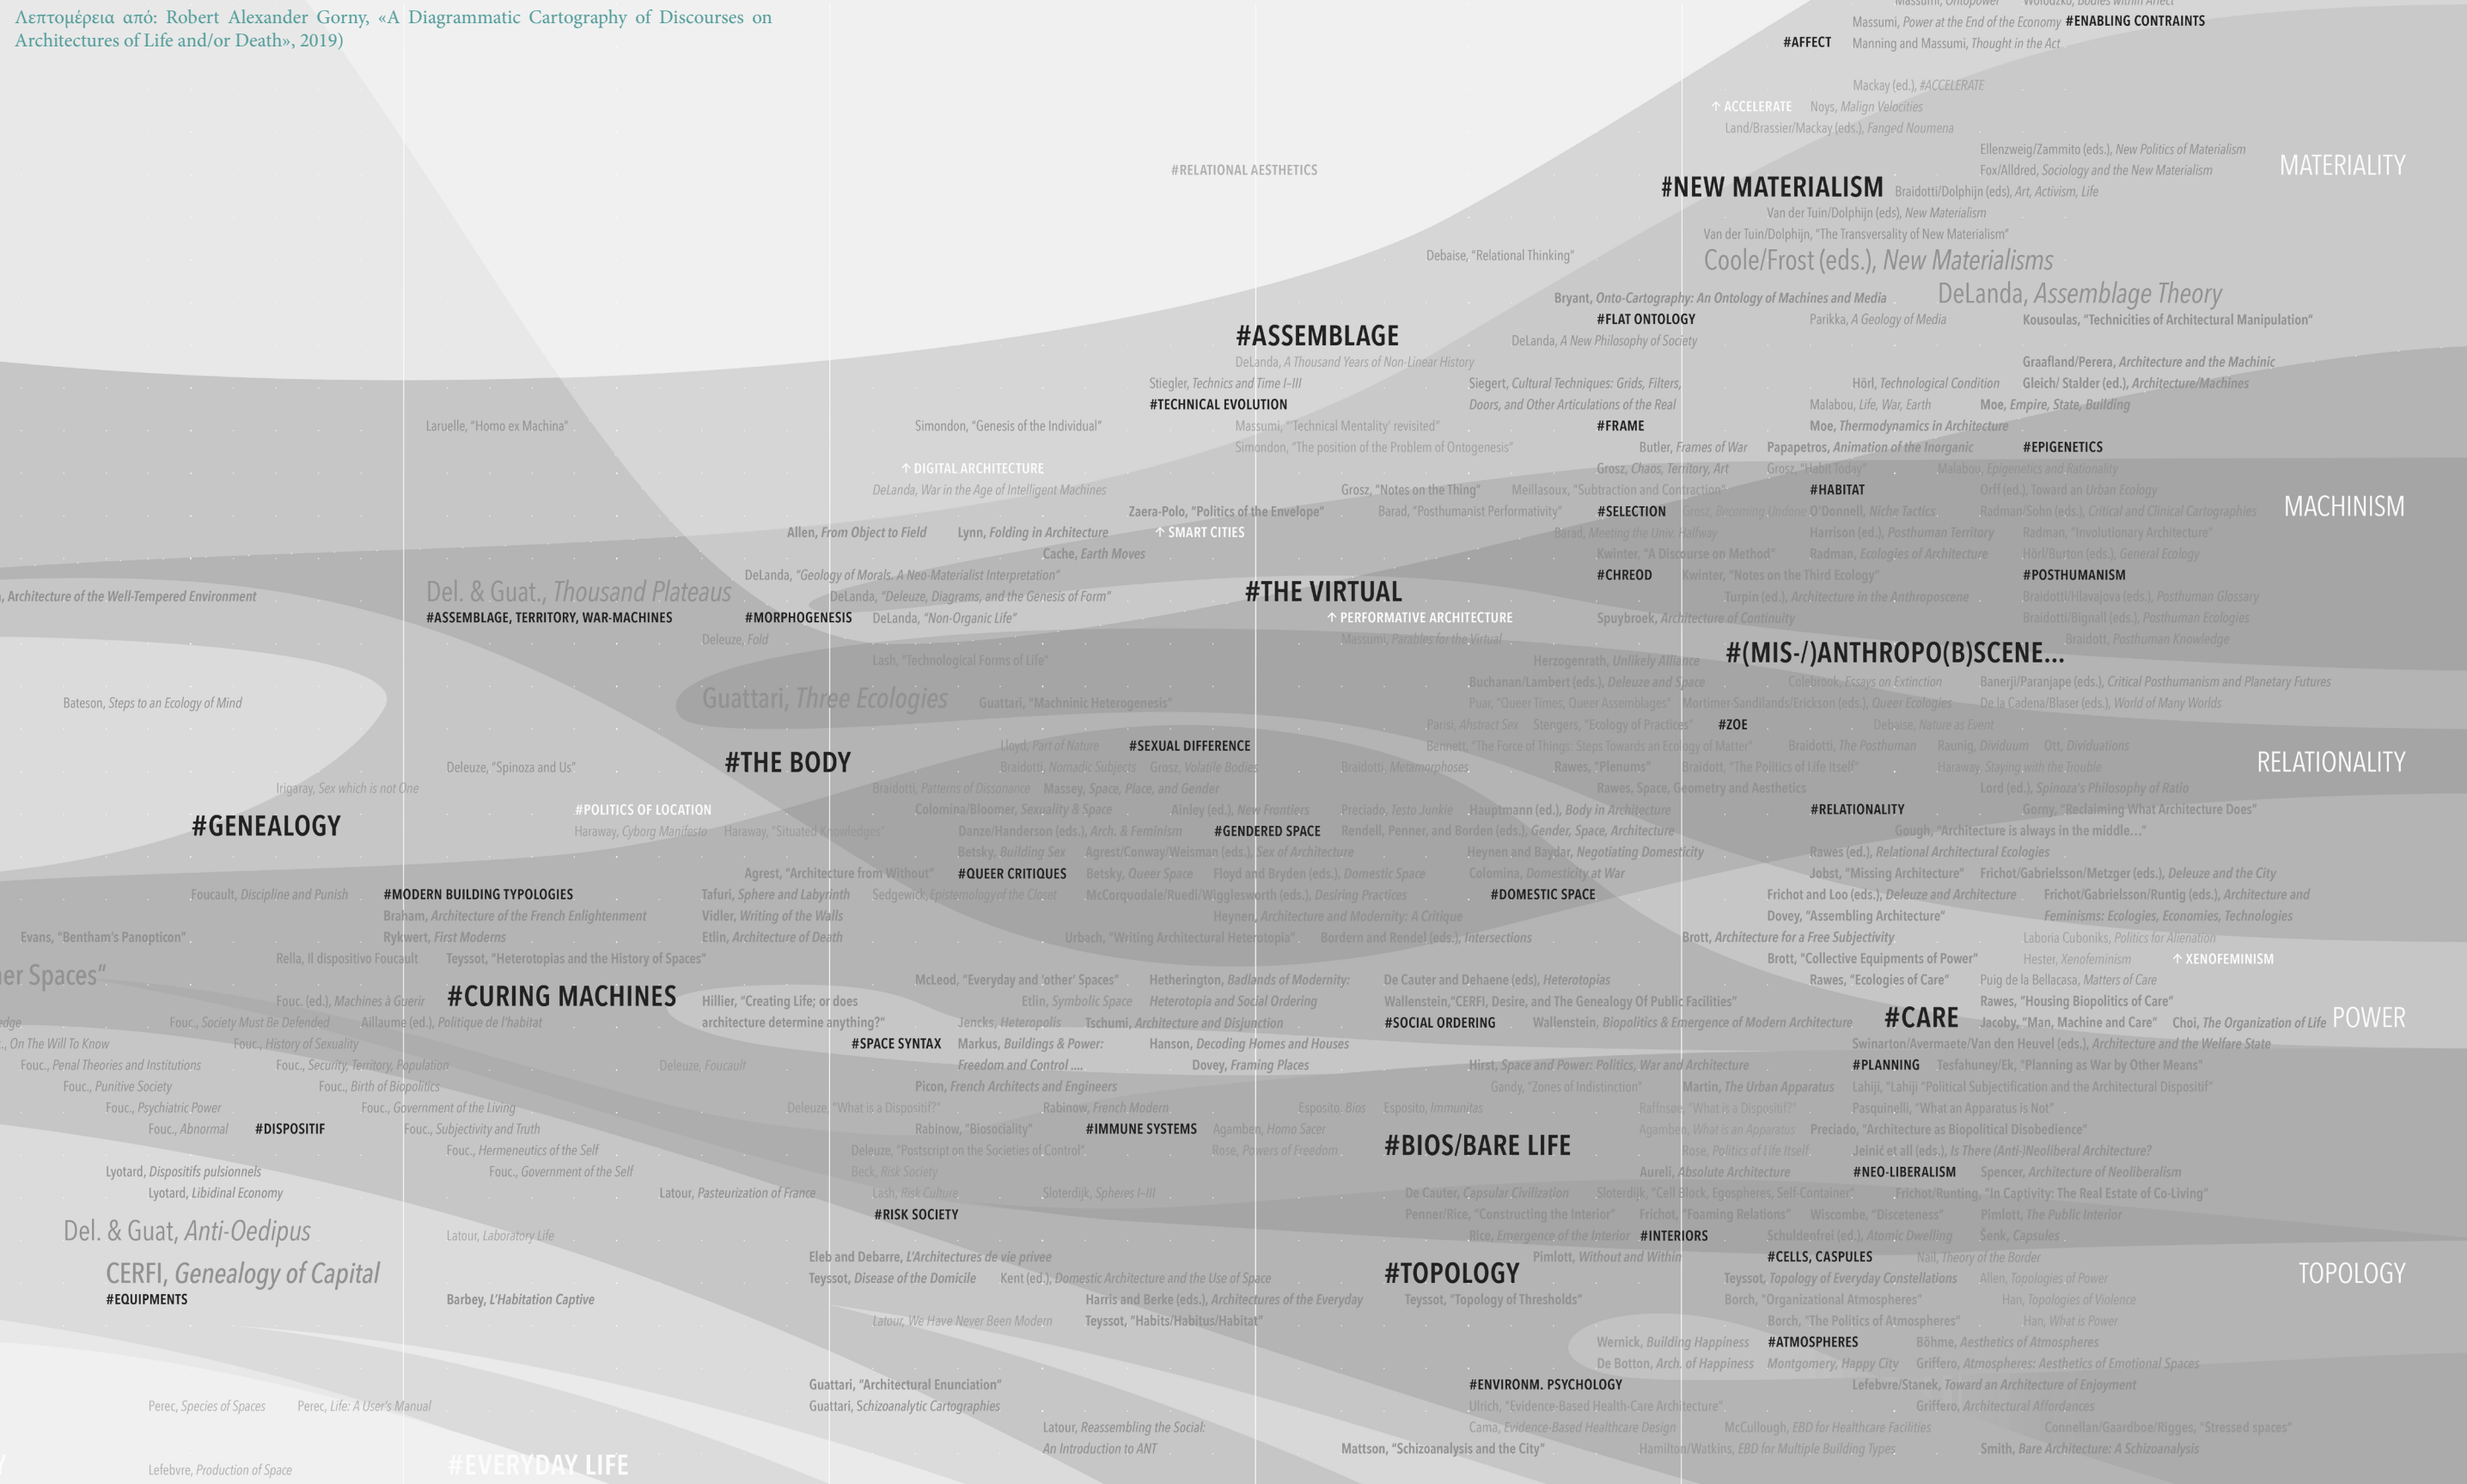 Λεπτομέρεια από: Robert Alexander Gorny, «A Diagrammatic Cartography of Discourses on
Architectures of Life and/or Death», 2019)
Massumi, Power at the End of the Economy #ENABLING CONTRAINTS
#AFFECT Manning and Massumi, Thought in the Act
Mackay (ed.), #ACCELERATE
↑ ACCELERATE Noys, Malign Velocities
Land/Brassier/Mackay (eds.), Fanged Noumena
Ellenzweig/Zammito (eds.), New Politics of Materialism
MATERIALITY
#RELATIONAL AESTHETICS Fox/Alldred, Sociology and the New Materialism
#NEW MATERIALISM Braidotti/Dolphijn (eds), Art, Activism, Life
Van der Tuin/Dolphijn (eds), New Materialism
Van der Tuin/Dolphijn, "The Transversality of New Materialism"
Debaise, "Relational Thinking" Coole/Frost (eds.), New Materialisms
Bryant, Onto-Cartography: An Ontology of Machines and Media DeLanda, Assemblage Theory
#FLAT ONTOLOGY Parikka, A Geology of Media Kousoulas, "Technicities of Architectural Manipulation"
#ASSEMBLAGE DeLanda, A New Philosophy of Society
DeLanda, A Thousand Years of Non-Linear History Graafland/Perera, Architecture and the Machinic
Stiegler, Technics and Time I–III Siegert, Cultural Techniques: Grids, Filters, Hörl, Technological Condition Gleich/ Stalder (ed.), Architecture/Machines
#TECHNICAL EVOLUTION Doors, and Other Articulations of the Real Malabou, Life, War, Earth Moe, Empire, State, Building
Laruelle, "Homo ex Machina" Simondon, "Genesis of the Individual" Massumi, "'Technical Mentality' revisited" #FRAME Moe, Thermodynamics in Architecture
Simondon, "The position of the Problem of Ontogenesis" Butler, Frames of War Papapetros, Animation of the Inorganic #EPIGENETICS
↑ DIGITAL ARCHITECTURE Grosz, Chaos, Territory, Art Grosz, "Habit Today" Malabou, Epigenetics and Rationality
DeLanda, War in the Age of Intelligent Machines Grosz, "Notes on the Thing" Meillasoux, "Subtraction and Contraction" #HABITAT Orff (ed.), Toward an Urban Ecology
MACHINISM
Zaera-Polo, "Politics of the Envelope" Barad, "Posthumanist Performativity" #SELECTION Grosz, Becoming Undone O'Donnell, Niche Tactics Radman/Sohn (eds.), Critical and Clinical Cartographies
Allen, From Object to Field Lynn, Folding in Architecture ↑ SMART CITIES Barad, Meeting the Univ. Halfway Harrison (ed.), Posthuman Territory Radman, "Involutionary Architecture"
Cache, Earth Moves Kwinter, "A Discourse on Method" Radman, Ecologies of Architecture Hörl/Burton (eds.), General Ecology
DeLanda, "Geology of Morals. A Neo-Materialist Interpretation" #CHREOD Kwinter, "Notes on the Third Ecology" #POSTHUMANISM
, Architecture of the Well-Tempered Environment Del. & Guat., Thousand Plateaus DeLanda, "Deleuze, Diagrams, and the Genesis of Form" #THE VIRTUAL Turpin (ed.), Architecture in the Anthroposcene Braidotti/Hlavajova (eds.), Posthuman Glossary
#ASSEMBLAGE, TERRITORY, WAR-MACHINES #MORPHOGENESIS DeLanda, "Non-Organic Life" ↑ PERFORMATIVE ARCHITECTURE Spuybroek, Architecture of Continuity Braidotti/Bignall (eds.), Posthuman Ecologies
Deleuze, Fold Massumi, Parables for the Virtual Braidott, Posthuman Knowledge
Lash, "Technological Forms of Life" Herzogenrath, Unlikely Alliance #(MIS-/)ANTHROPO(B)SCENE...
Buchanan/Lambert (eds.), Deleuze and Space Colebrook, Essays on Extinction Banerji/Paranjape (eds.), Critical Posthumanism and Planetary Futures
Bateson, Steps to an Ecology of Mind Guattari, Three Ecologies Guattari, "Machninic Heterogenesis" Puar, "Queer Times, Queer Assemblages" Mortimer-Sandilands/Erickson (ed.), Queer Ecologies De la Cadena/Blaser (eds.), World of Many Worlds
Parisi, Abstract Sex Stengers, "Ecology of Practices" #ZOE Debaise, Nature as Event
Lloyd, Part of Nature #SEXUAL DIFFERENCE Bennett, "The Force of Things: Steps Towards an Ecology of Matter" Braidotti, The Posthuman Raunig, Dividuum Ott, Dividuations
RELATIONALITY
Deleuze, "Spinoza and Us" #THE BODY Braidotti, Nomadic Subjects Grosz, Volatile Bodies Braidotti, Metamorphoses Rawes, "Plenums" Braidott, "The Politics of Life Itself" Haraway, Staying with the Trouble
Irigaray, Sex which is not One Braidotti, Patterns of Dissonance Massey, Space, Place, and Gender Rawes, Space, Geometry and Aesthetics Lord (ed.), Spinoza's Philosophy of Ratio
#POLITICS OF LOCATION Colomina/Bloomer, Sexuality & Space Ainley (ed.), New Frontiers Preciado, Testo Junkie Hauptmann (ed.), Body in Architecture #RELATIONALITY Gorny, "Reclaiming What Architecture Does"
#GENEALOGY Haraway, Cyborg Manifesto Haraway, "Situated Knowledges" Danze/Handerson (eds.), Arch. & Feminism #GENDERED SPACE Rendell, Penner, and Borden (eds.), Gender, Space, Architecture Gough, "Architecture is always in the middle..."
Betsky, Building Sex Agrest/Conway/Weisman (eds.), Sex of Architecture Heynen and Baydar, Negotiating Domesticity Rawes (ed.), Relational Architectural Ecologies
Agrest, "Architecture from Without" #QUEER CRITIQUES Betsky, Queer Space Floyd and Bryden (eds.), Domestic Space Colomina, Domesticity at War Jobst, "Missing Architecture" Frichot/Gabrielsson/Metzger (eds.), Deleuze and the City
Foucault, Discipline and Punish #MODERN BUILDING TYPOLOGIES Tafuri, Sphere and Labyrinth Sedgewick, Epistemology of the Closet McCorquodale/Ruedi/Wigglesworth (eds.), Desiring Practices #DOMESTIC SPACE Frichot and Loo (eds.), Deleuze and Architecture Frichot/Gabrielsson/Runtig (eds.), Architecture and
Braham, Architecture of the French Enlightenment Vidler, Writing of the Walls Heynen, Architecture and Modernity: A Critique Dovey, "Assembling Architecture" Feminisms: Ecologies, Economies, Technologies
Evans, "Bentham's Panopticon" Rykwert, First Moderns Etlin, Architecture of Death Urbach, "Writing Architectural Heterotopia" Bordern and Rendel (eds.), Intersections Brott, Architecture for a Free Subjectivity Laboria Cuboniks, Politics for Alienation
Rella, Il dispositivo Foucault Teyssot, "Heterotopias and the History of Spaces" Brott, "Collective Equipments of Power" Hester, Xenofeminism ↑ XENOFEMINISM
er Spaces" McLeod, "Everyday and 'other' Spaces" Hetherington, Badlands of Modernity: De Cauter and Dehaene (eds), Heterotopias Rawes, "Ecologies of Care" Puig de la Bellacasa, Matters of Care
Fouc. (ed.), Machines à Guerir #CURING MACHINES Hillier, "Creating Life; or does Etlin, Symbolic Space Heterotopia and Social Ordering Wallenstein,"CERFI, Desire, and The Genealogy Of Public Facilities" Rawes, "Housing Biopolitics of Care"
edge Fouc., Society Must Be Defended Aillaume (ed.), Politique de l'habitat architecture determine anything?" Jencks, Heteropolis Tschumi, Architecture and Disjunction #SOCIAL ORDERING Wallenstein, Biopolitics & Emergence of Modern Architecture #CARE Jacoby, "Man, Machine and Care" Choi, The Organization of Life POWER
., On The Will To Know Fouc., History of Sexuality #SPACE SYNTAX Markus, Buildings & Power: Hanson, Decoding Homes and Houses Swinarton/Avermaete/Van den Heuvel (eds.), Architecture and the Welfare State
Fouc., Penal Theories and Institutions Fouc., Security, Territory, Population Deleuze, Foucault Freedom and Control .... Dovey, Framing Places Hirst, Space and Power: Politics, War and Architecture #PLANNING Tesfahuney/Ek, "Planning as War by Other Means"
Fouc., Punitive Society Fouc., Birth of Biopolitics Picon, French Architects and Engineers Gandy, "Zones of Indistinction" Martin, The Urban Apparatus Lahiji, "Lahiji "Political Subjectification and the Architectural Dispositif"
Fouc., Psychiatric Power Fouc., Government of the Living Deleuze, "What is a Dispositif?" Rabinow, French Modern Esposito. Bios Esposito, Immunitas Raffnsøe, "What is a Dispositif?" Pasquinelli, "What an Apparatus is Not"
Fouc., Abnormal #DISPOSITIF Fouc., Subjectivity and Truth Rabinow, "Biosociality" #IMMUNE SYSTEMS Agamben, Homo Sacer Agamben, What is an Apparatus Preciado, "Architecture as Biopolitical Disobedience"
Fouc., Hermeneutics of the Self Deleuze, "Postscript on the Societies of Control" Rose, Powers of Freedom #BIOS/BARE LIFE Rose, Politics of Life Itself Jeinić et all (eds.), Is There (Anti-)Neoliberal Architecture?
Lyotard, Dispositifs pulsionnels Fouc., Government of the Self Beck, Risk Society Aureli, Absolute Architecture #NEO-LIBERALISM Spencer, Architecture of Neoliberalism
Lyotard, Libidinal Economy Latour, Pasteurization of France Lash, Risk Culture Sloterdijk, Spheres I–III De Cauter, Capsular Civilization Sloterdijk, "Cell Block, Egospheres, Self-Container" Frichot/Runting, "In Captivity: The Real Estate of Co-Living"
#RISK SOCIETY Penner/Rice, "Constructing the Interior" Frichot, "Foaming Relations" Wiscombe, "Disceteness" Pimlott, The Public Interior
Del. & Guat, Anti-Oedipus Latour, Laboratory Life Rice, Emergence of the Interior #INTERIORS Schuldenfrei (ed.), Atomic Dwelling Šenk, Capsules
Eleb and Debarre, L'Architectures de vie privee Pimlott, Without and Within #CELLS, CASPULES Nail, Theory of the Border
CERFI, Genealogy of Capital Teyssot, Disease of the Domicile Kent (ed.), Domestic Architecture and the Use of Space #TOPOLOGY Teyssot, Topology of Everyday Constellations Allen, Topologies of Power TOPOLOGY
#EQUIPMENTS Barbey, L'Habitation Captive Harris and Berke (eds.), Architectures of the Everyday Teyssot, "Topology of Thresholds" Borch, "Organizational Atmospheres" Han, Topologies of Violence
Latour, We Have Never Been Modern Teyssot, "Habits/Habitus/Habitat" Borch, "The Politics of Atmospheres" Han, What is Power
Wernick, Building Happiness #ATMOSPHERES Böhme, Aesthetics of Atmospheres
De Botton, Arch. of Happiness Montgomery, Happy City Griffero, Atmospheres: Aesthetics of Emotional Spaces
Guattari, "Architectural Enunciation" #ENVIRONM. PSYCHOLOGY Lefebvre/Stanek, Toward an Architecture of Enjoyment
Perec, Species of Spaces Perec, Life: A User's Manual Guattari, Schizoanalytic Cartographies Ulrich, "Evidence-Based Health-Care Architecture" Griffero, Architectural Affordances
Latour, Reassembling the Social: Cama, Evidence-Based Healthcare Design McCullough, EBD for Healthcare Facilities Connellan/Gaardboe/Rigges, "Stressed spaces"
An Introduction to ANT Mattson, "Schizoanalysis and the City" Hamilton/Watkins, EBD for Multiple Building Types Smith, Bare Architecture: A Schizoanalysis
Lefebvre, Production of Space #EVERYDAY LIFE